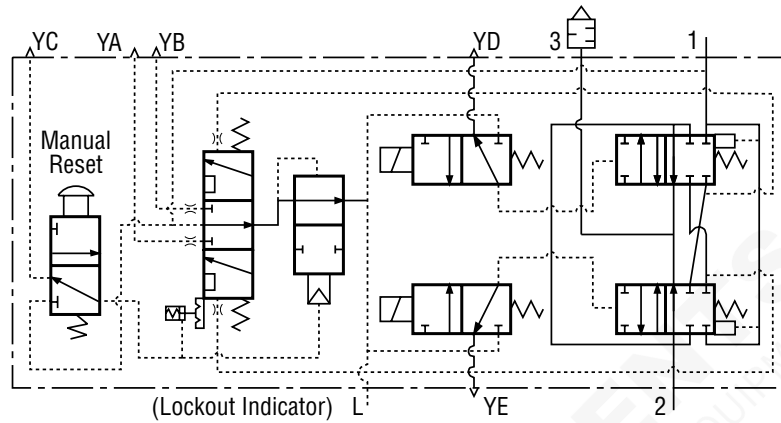 YC YA YB YD 3 1
Manual
Reset
(Lockout Indicator) L YE 2